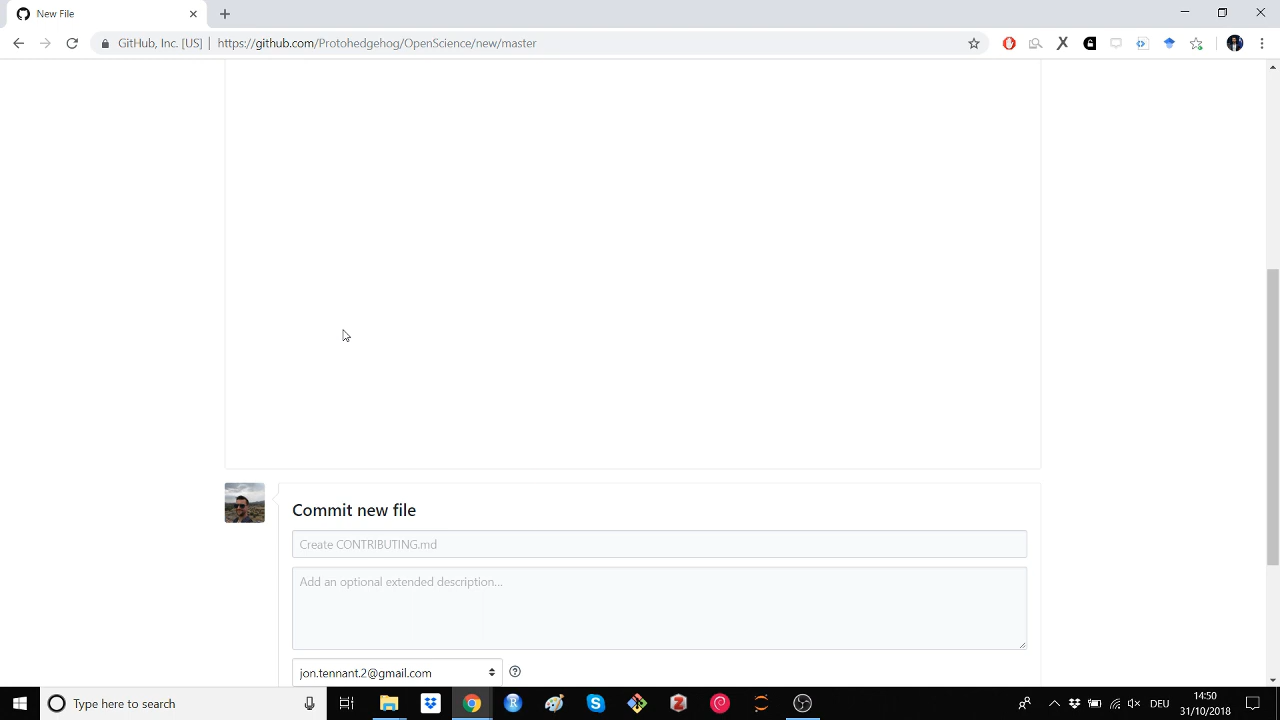 New File
GitHub, Inc. [US] | https://github.com/Protohedgehog/OpenScience/new/master
Commit new file
Create CONTRIBUTING.md
Add an optional extended description...
jon.tennant.2@gmail.com
Type here to search
DEU
14:50
31/10/2018